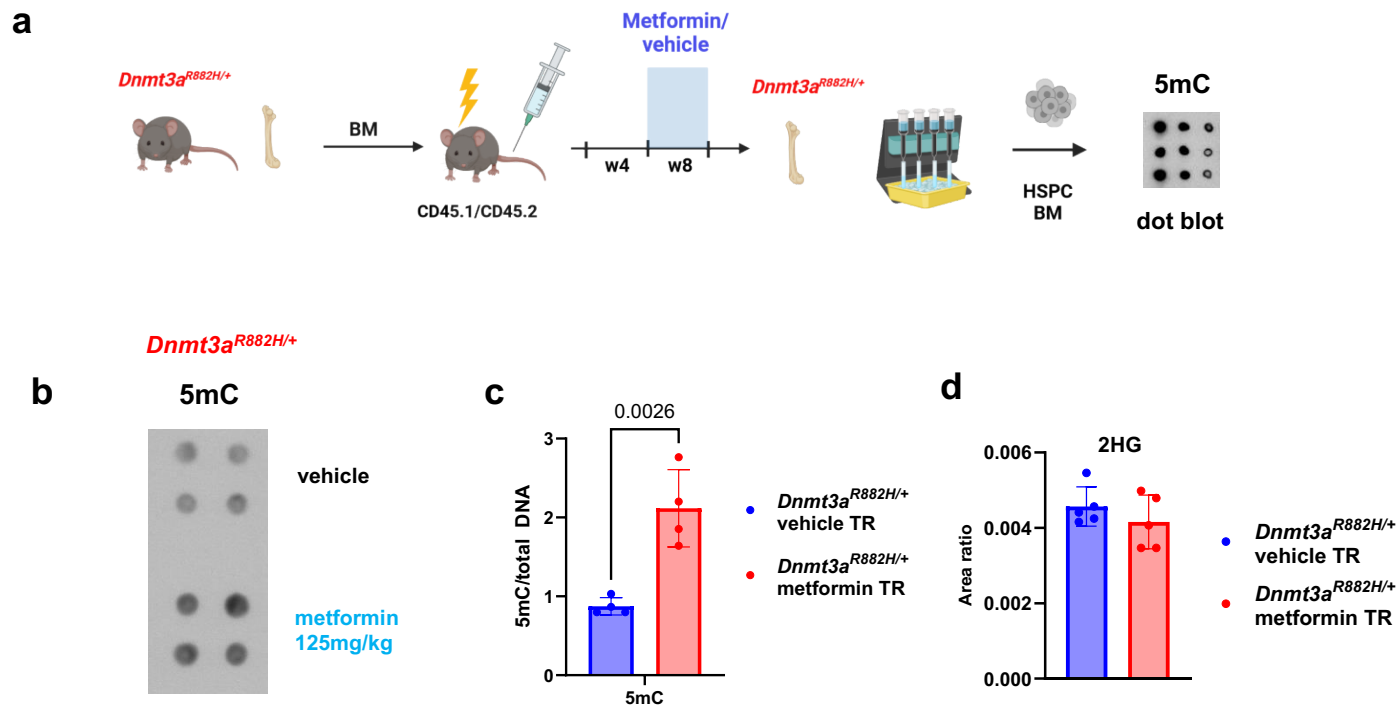 a
Metformin/
vehicle
Dnmt3aR882H/+
BM
CD45.1/CD45.2
w4
w8
Dnmt3aR882H/+
HSPC
BM
5mC
dot blot
Dnmt3aR882H/+
b
5mC
vehicle
metformin
125mg/kg
c
0.0026
3
2
1
0
5mC/total DNA
5mC
Dnmt3aR882H/+
vehicle TR
Dnmt3aR882H/+
metformin TR
d
2HG
0.006
0.004
0.002
0.000
Area ratio
Dnmt3aR882H/+
vehicle TR
Dnmt3aR882H/+
metformin TR